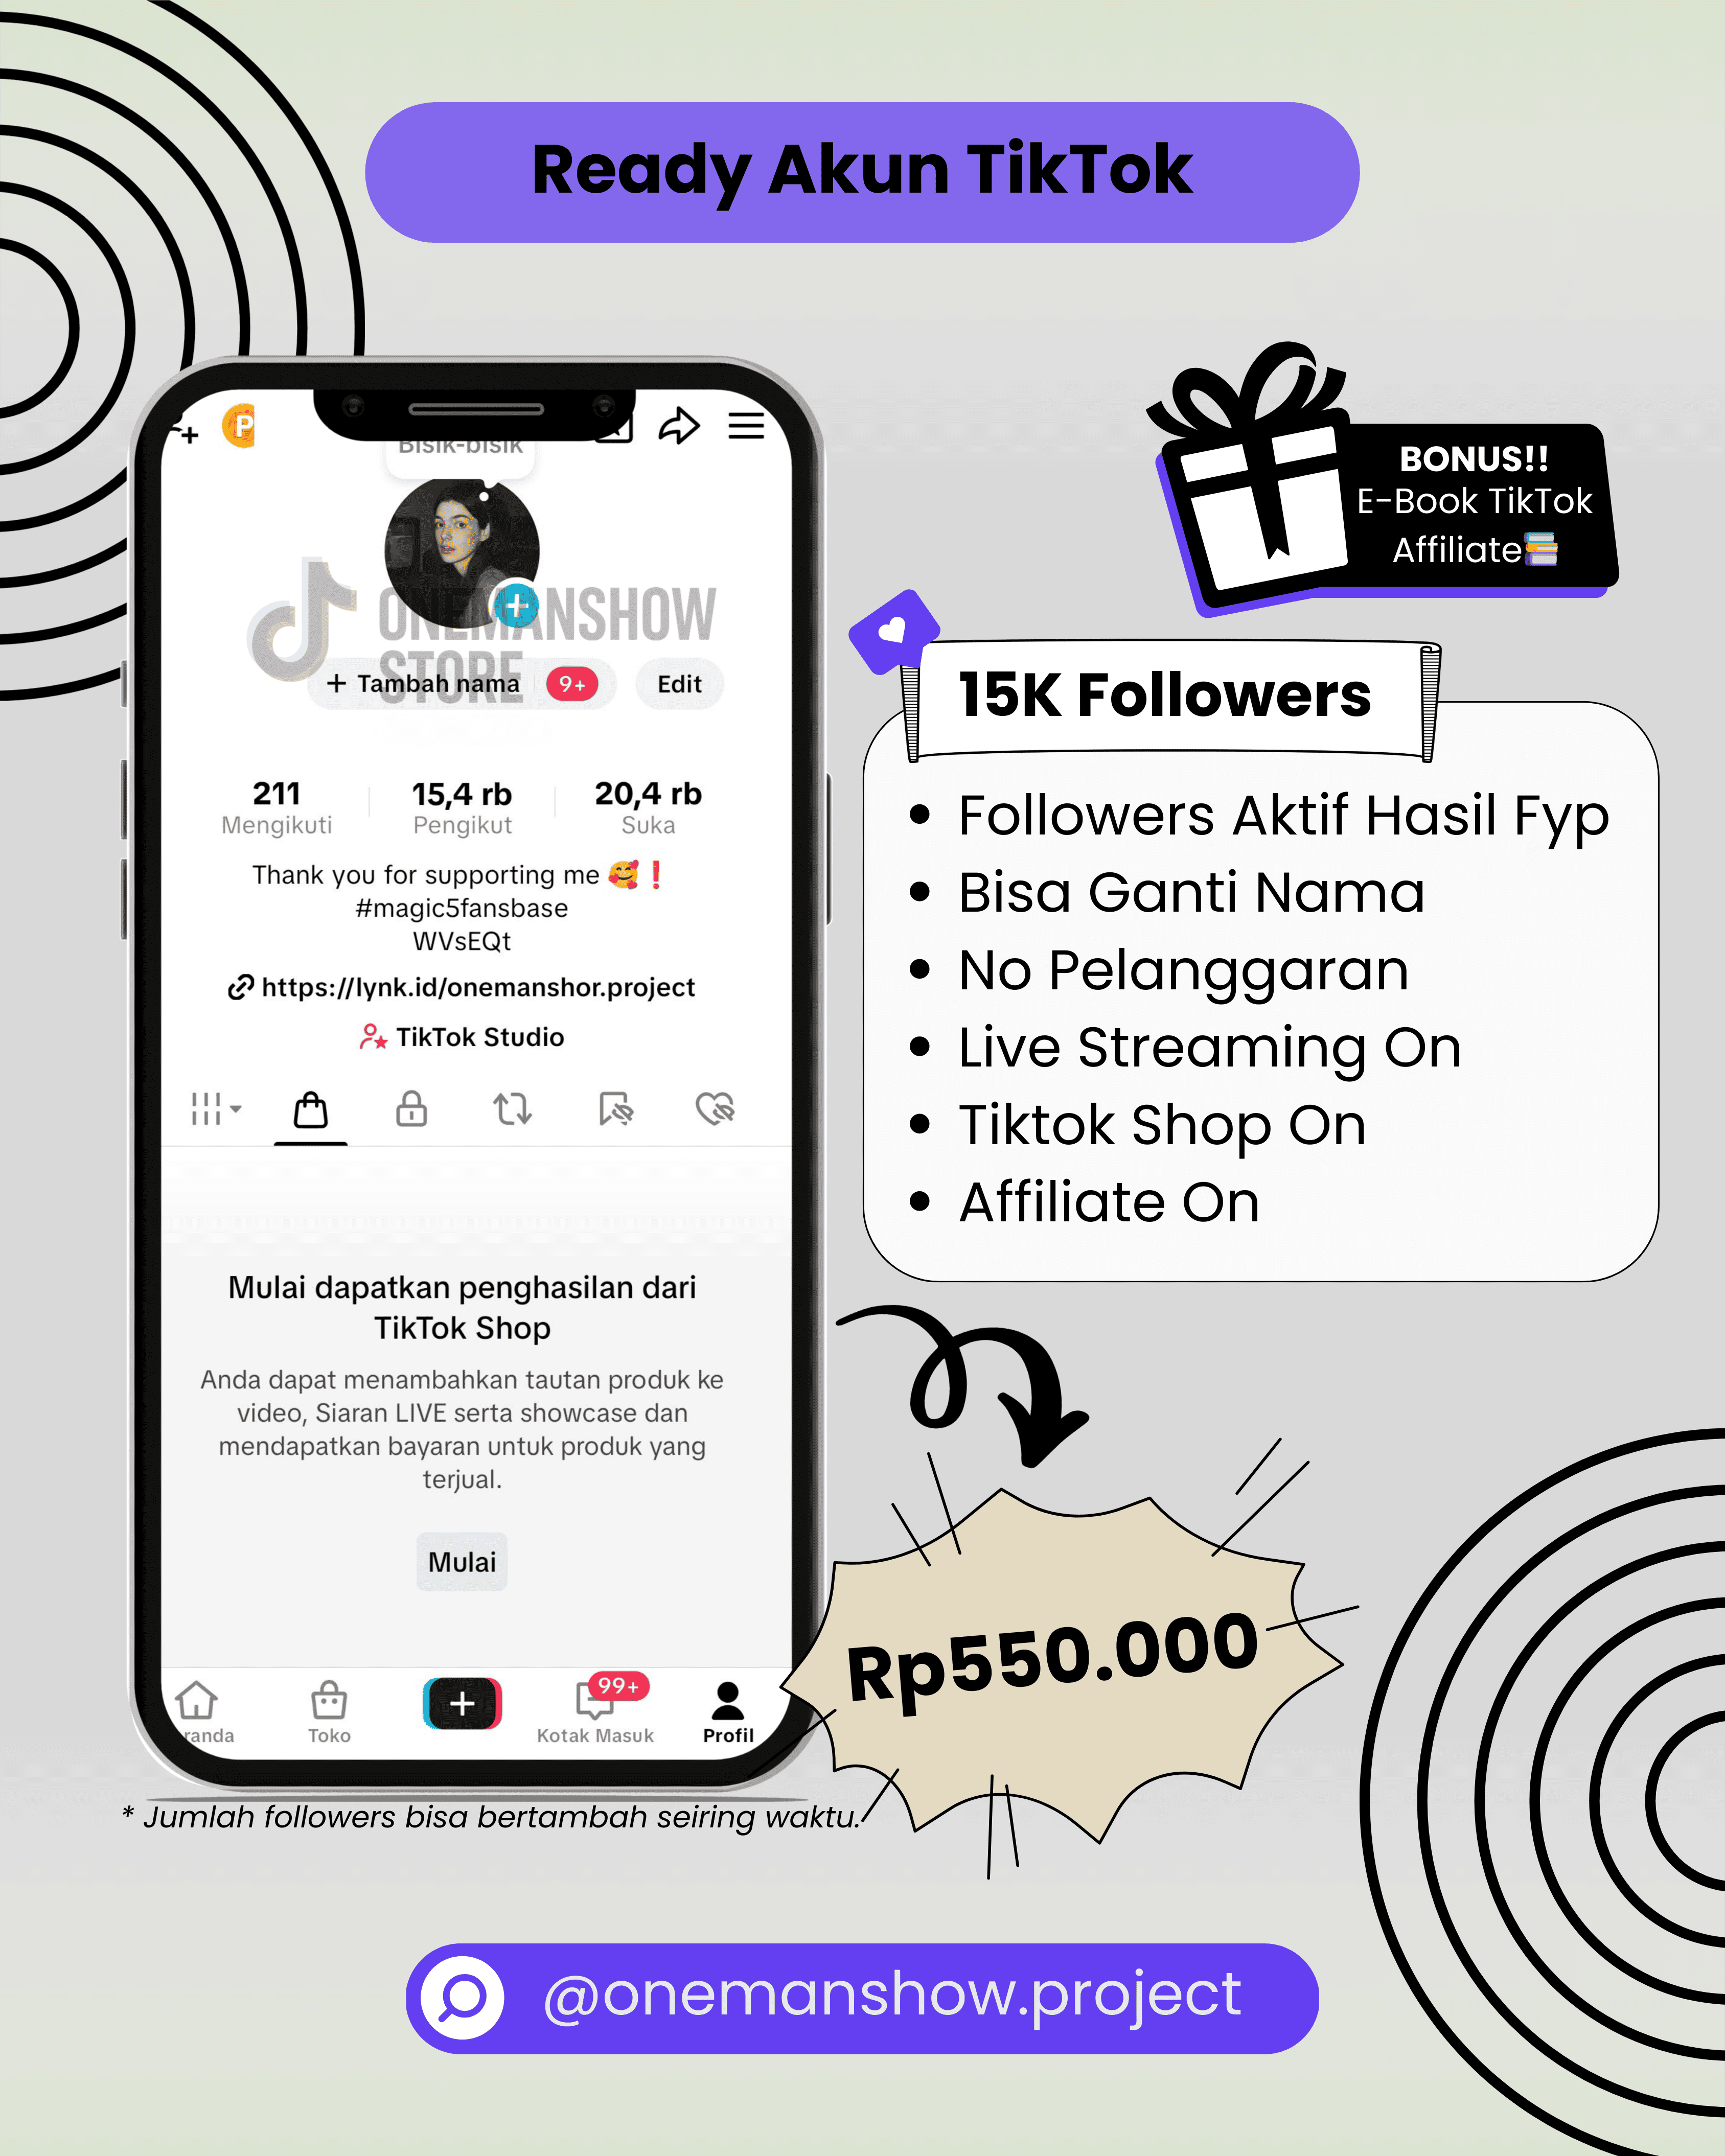 Ready Akun TikTok
BONUS!!
E-Book TikTok
Affiliate
P
Bisik-bisik
ONEMANSHOW
STORE
+ Tambah nama 9+ Edit
211 15,4 rb 20,4 rb
Mengikuti Pengikut Suka
Thank you for supporting me 🥰❗
#magic5fansbase
WVsEQt
https://lynk.id/onemanshor.project
TikTok Studio
Mulai dapatkan penghasilan dari
TikTok Shop
Anda dapat menambahkan tautan produk ke
video, Siaran LIVE serta showcase dan
mendapatkan bayaran untuk produk yang
terjual.
Mulai
99+
randa Toko Kotak Masuk Profil
15K Followers
• Followers Aktif Hasil Fyp
• Bisa Ganti Nama
• No Pelanggaran
• Live Streaming On
• Tiktok Shop On
• Affiliate On
Rp550.000
* Jumlah followers bisa bertambah seiring waktu.
@onemanshow.project